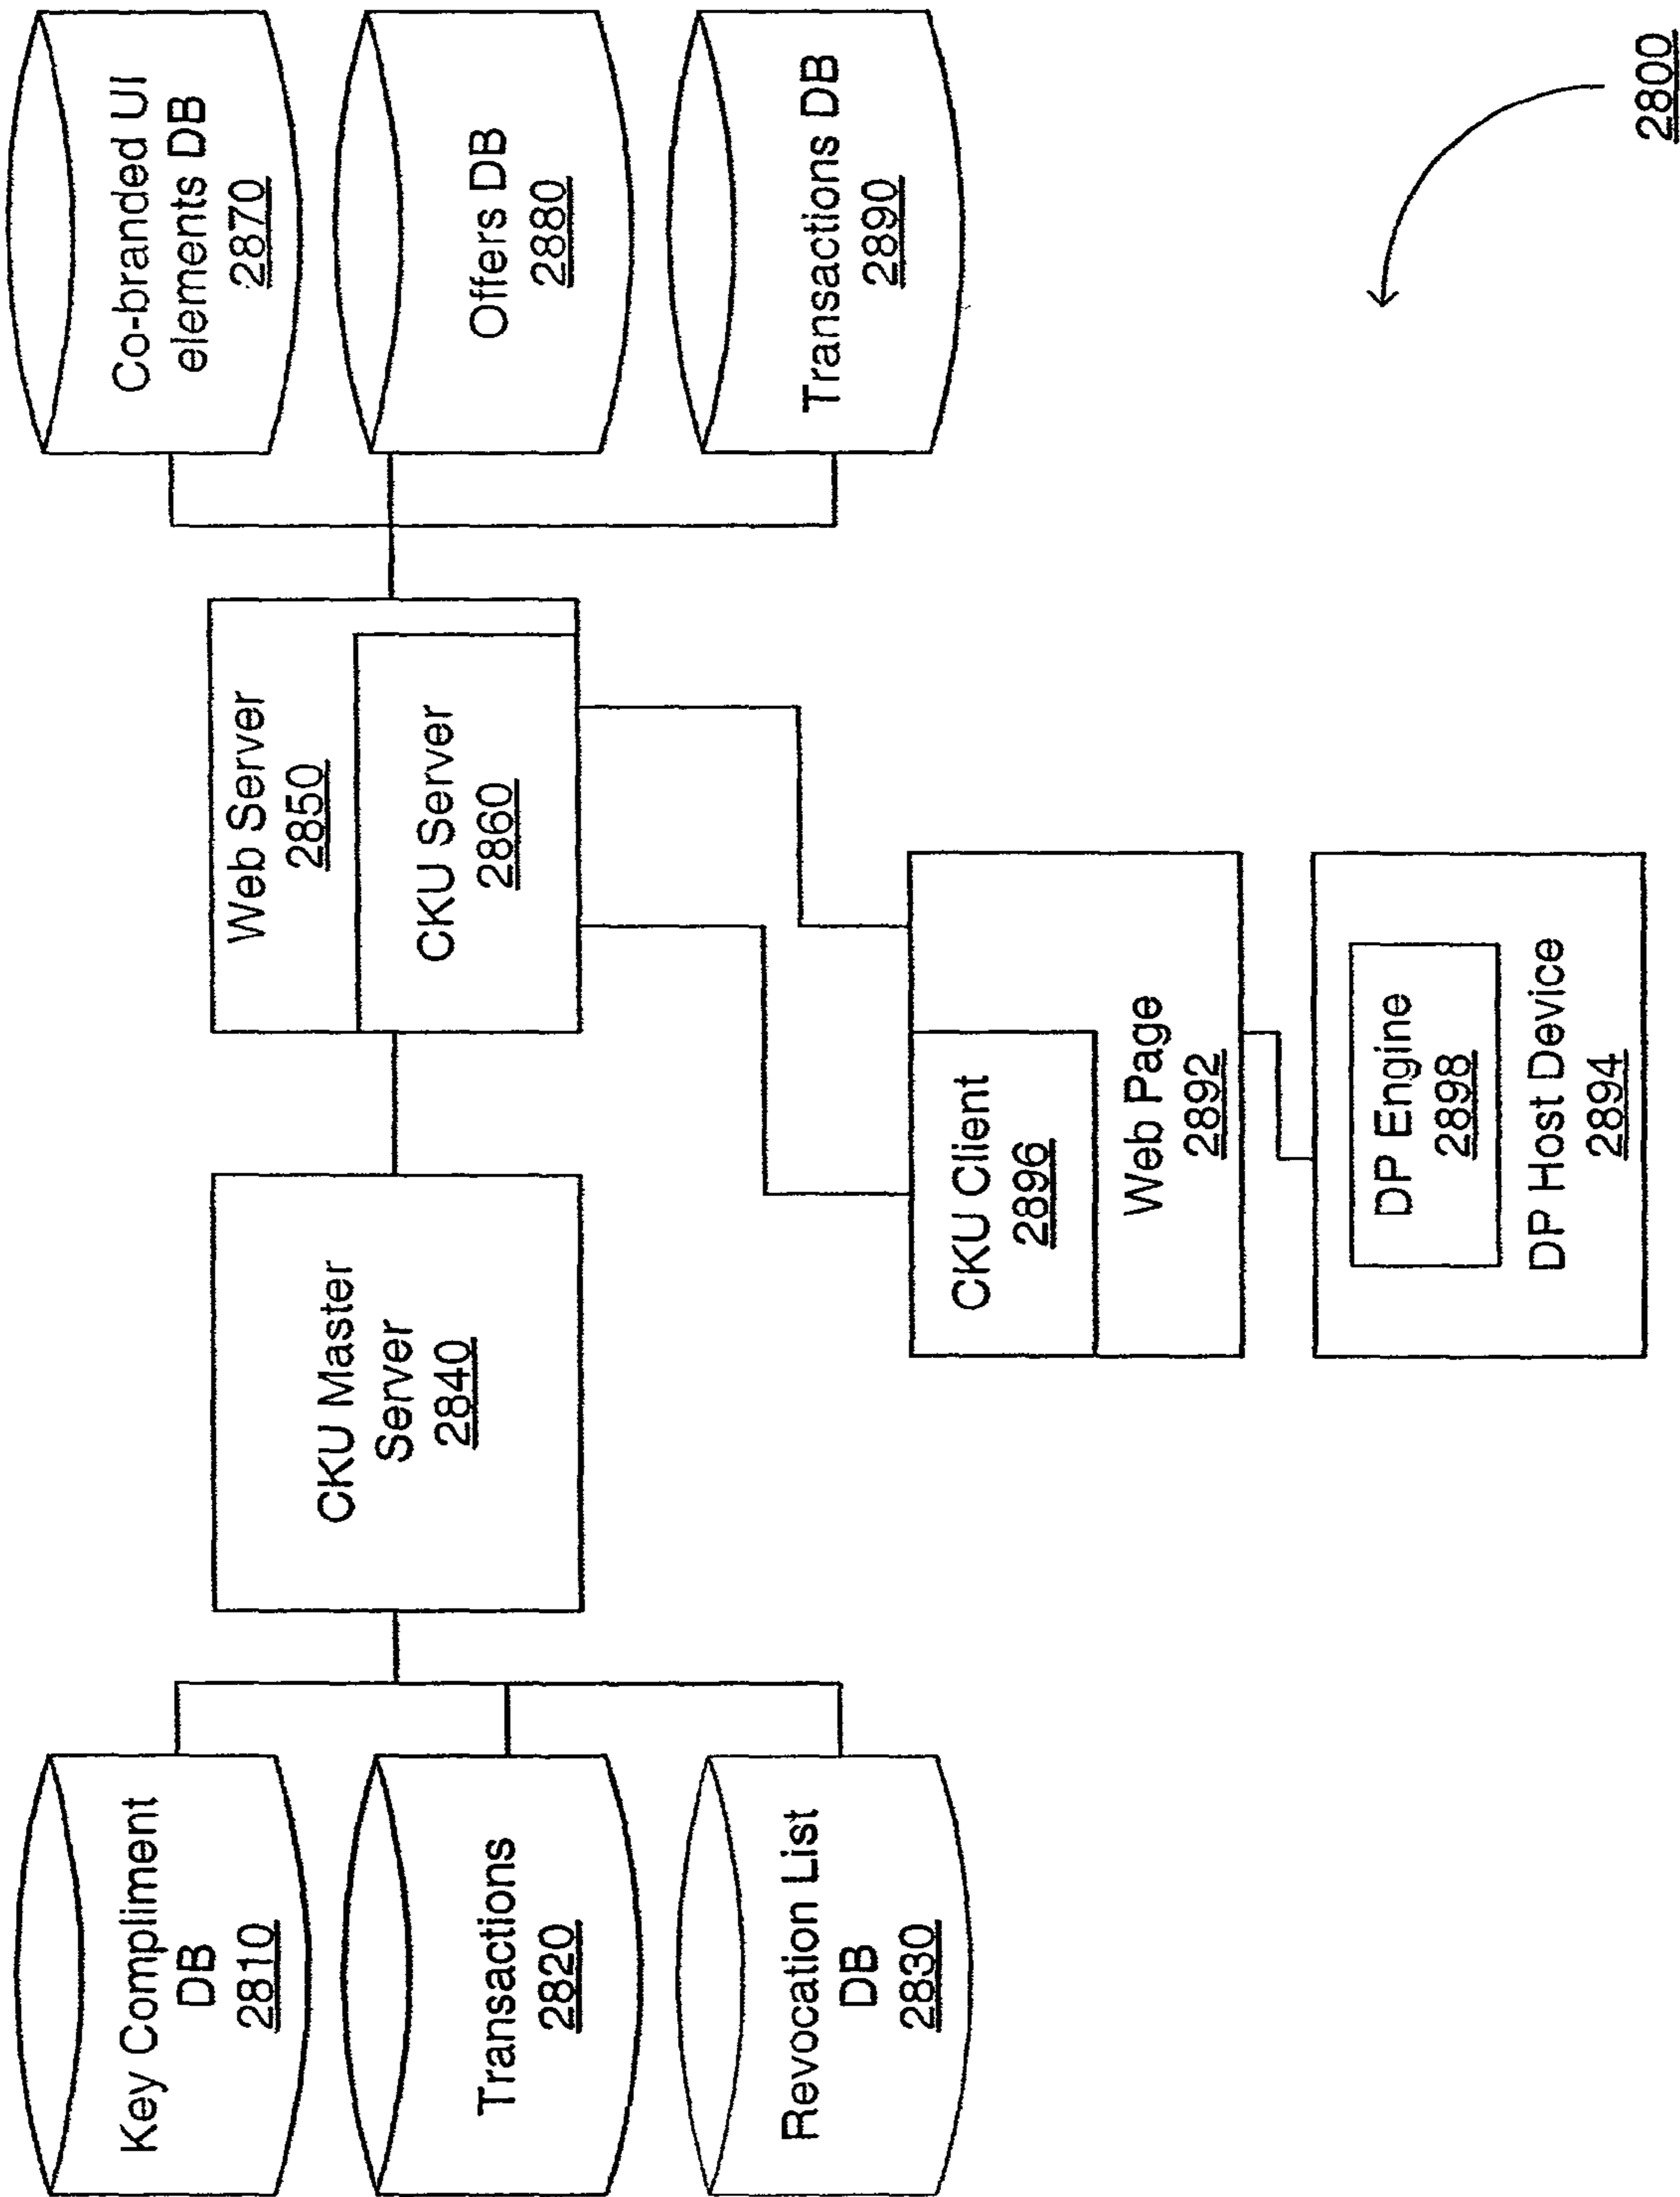 Key Compliment
DB
2810
Transactions
2820
Revocation List
DB
2830
CKU Master
Server
2840
Web Server
2850
CKU Server
2860
Co-branded UI
elements DB
2870
Offers DB
2880
Transactions DB
2890
CKU Client
2896
Web Page
2892
DP Engine
2898
DP Host Device
2894
2800